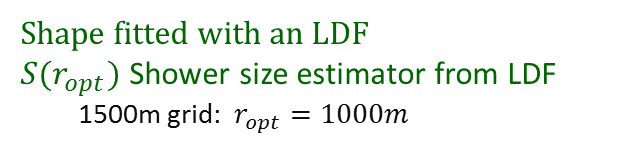 Shape fitted with an LDF
S(r_opt) Shower size estimator from LDF
1500m grid: r_opt = 1000m